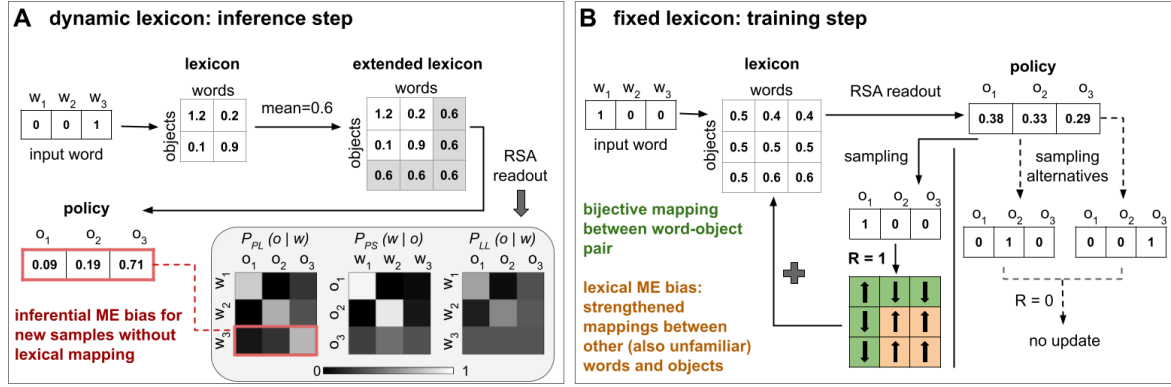 A dynamic lexicon: inference step
lexicon
extended lexicon
words
words
w1 w2 w3
0 0 1
input word
objects
1.2 0.2
0.1 0.9
mean=0.6
objects
1.2 0.2 0.6
0.1 0.9 0.6
0.6 0.6 0.6
RSA
readout
policy
o1 o2 o3
0.09 0.19 0.71
inferential ME bias for
new samples without
lexical mapping
PPL (o | w)
o1 o2 o3
w1
w2
w3
PPS (w | o)
w1 w2 w3
o1
o2
o3
PLL (o | w)
o1 o2 o3
w1
w2
w3
0 1
B fixed lexicon: training step
lexicon
words
w1 w2 w3
1 0 0
input word
objects
0.5 0.4 0.4
0.5 0.5 0.5
0.5 0.6 0.6
RSA readout
policy
o1 o2 o3
0.38 0.33 0.29
sampling
sampling
alternatives
o1 o2 o3
1 0 0
o1 o2 o3
0 1 0
o1 o2 o3
0 0 1
R = 1
R = 0
no update
bijective mapping
between word-object
pair
lexical ME bias:
strengthened
mappings between
other (also unfamiliar)
words and objects